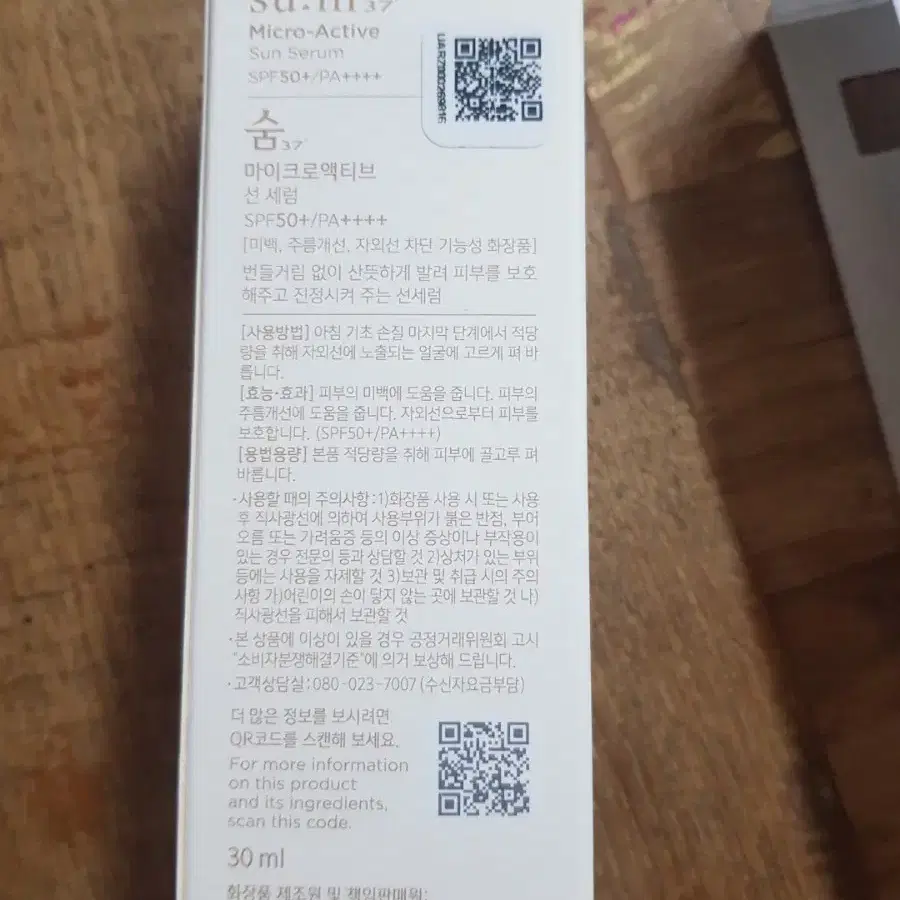 su:m37°
Micro-Active
Sun Serum
SPF50+/PA++++
숨37°
마이크로액티브
선 세럼
SPF50+/PA++++
[미백, 주름개선, 자외선 차단 기능성 화장품]
번들거림 없이 산뜻하게 발려 피부를 보호
해주고 진정시켜 주는 선세럼
[사용방법] 아침 기초 손질 마지막 단계에서 적당
량을 취해 자외선에 노출되는 얼굴에 고르게 펴 바
릅니다.
[효능·효과] 피부의 미백에 도움을 줍니다. 피부의
주름개선에 도움을 줍니다. 자외선으로부터 피부를
보호합니다. (SPF50+/PA++++)
[용법용량] 본품 적당량을 취해 피부에 골고루 펴
바릅니다.
·사용할 때의 주의사항:1)화장품 사용 시 또는 사용
후 직사광선에 의하여 사용부위가 붉은 반점, 부어
오름 또는 가려움증 등의 이상 증상이나 부작용이
있는 경우 전문의 등과 상담할 것 2)상처가 있는 부위
등에는 사용을 자제할 것 3)보관 및 취급 시의 주의
사항 가)어린이의 손이 닿지 않는 곳에 보관할 것 나)
직사광선을 피해서 보관할 것
·본 상품에 이상이 있을 경우 공정거래위원회 고시
"소비자분쟁해결기준"에 의거 보상해 드립니다.
·고객상담실:080-023-7007 (수신자요금부담)
더 많은 정보를 보시려면
QR코드를 스캔해 보세요.
For more information
on this product
and its ingredients,
scan this code.
30 ml
화장품 제조원 및 책임판매원: